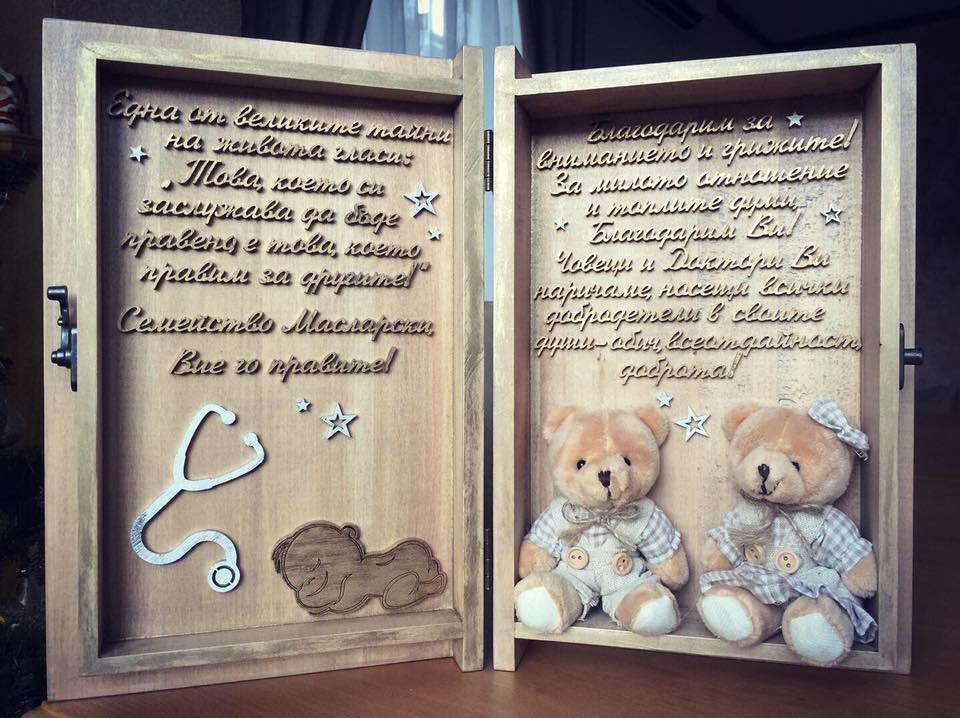 Една от великите тайни
на живота гласи:
„Това, което си
заслужава да бъде
правено, е това, което
правим за другите!“
Семейство Масларски,
Вие го правите!
Благодарим за
вниманието и грижите!
За милото отношение
и топлите думи,
Благодарим Ви!
Човеци и Доктори Ви
наричаме, носещи всички
добродетели в своите
души-обич, всеотдайност,
доброта!